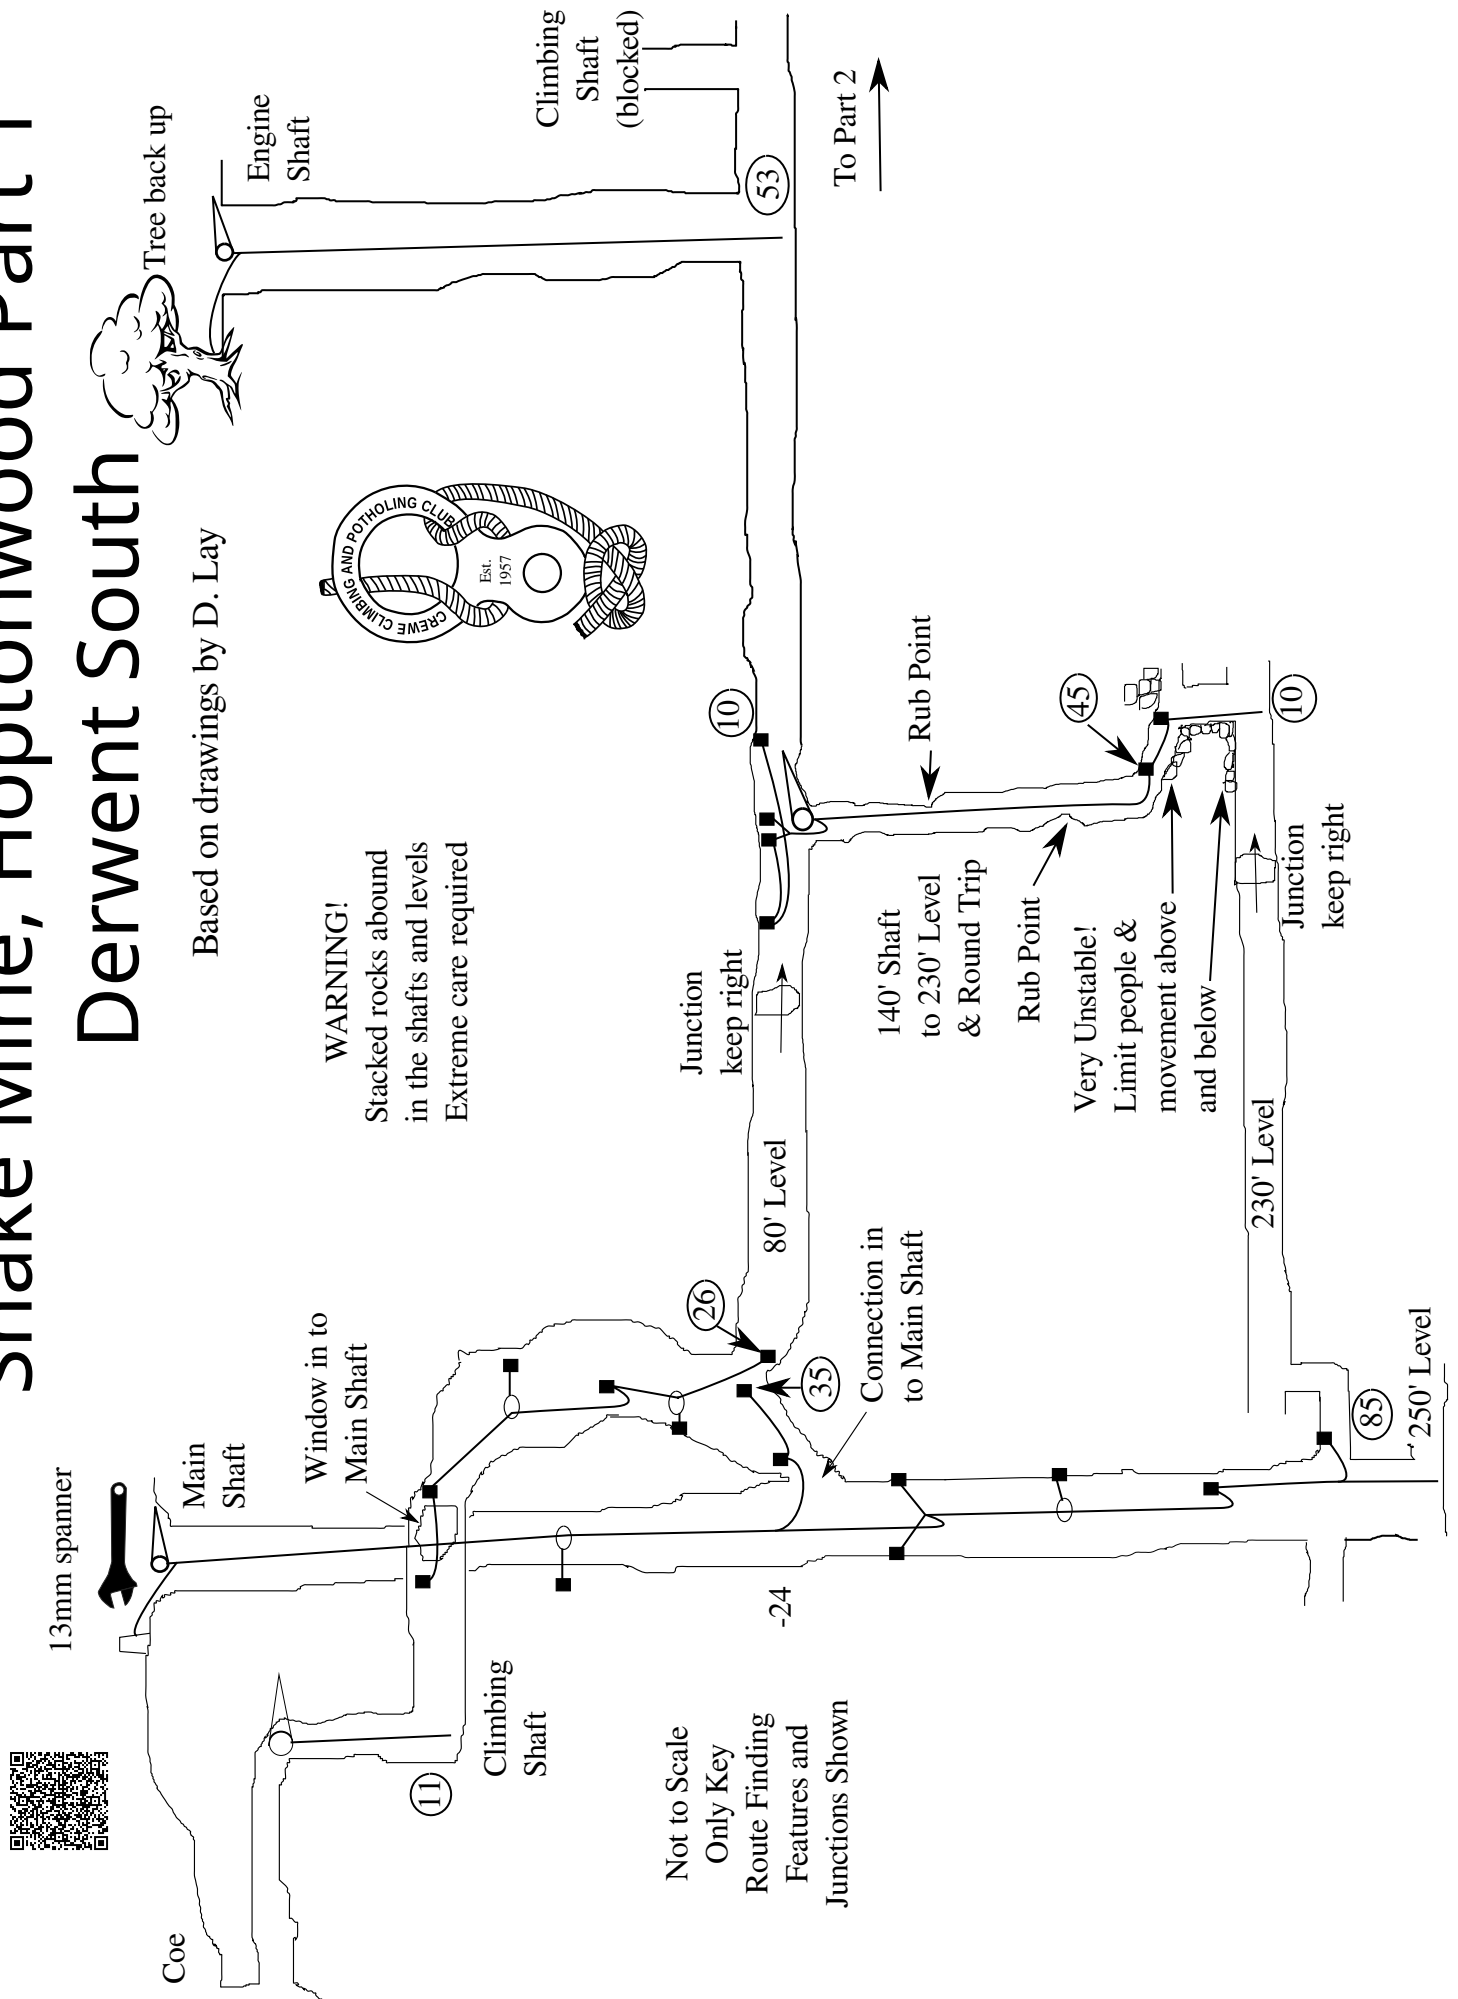 Snake Mine, Hoptonwood Part 1
Derwent South
Based on drawings by D. Lay
13mm spanner
Tree back up
Coe
Main
Shaft
Engine
Shaft
Window in to
Main Shaft
WARNING!
Stacked rocks abound
in the shafts and levels
Extreme care required
CREWE CLIMBING AND POTHOLING CLUB
Est.
1957
Climbing
Shaft
(blocked)
11
Climbing
Shaft
26
10
53
Junction
keep right
80' Level
-24
35
To Part 2
Not to Scale
Only Key
Route Finding
Features and
Junctions Shown
Connection in
to Main Shaft
140' Shaft
to 230' Level
& Round Trip
Rub Point
Rub Point
45
Very Unstable!
Limit people &
movement above
and below
230' Level
Junction
keep right
10
85
250' Level